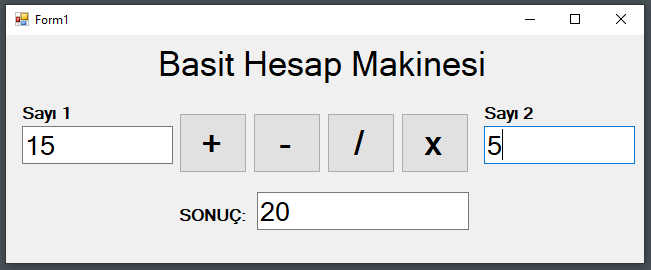 Form1
Basit Hesap Makinesi
Sayı 1
Sayı 2
15
+
-
/
x
5
SONUÇ:
20